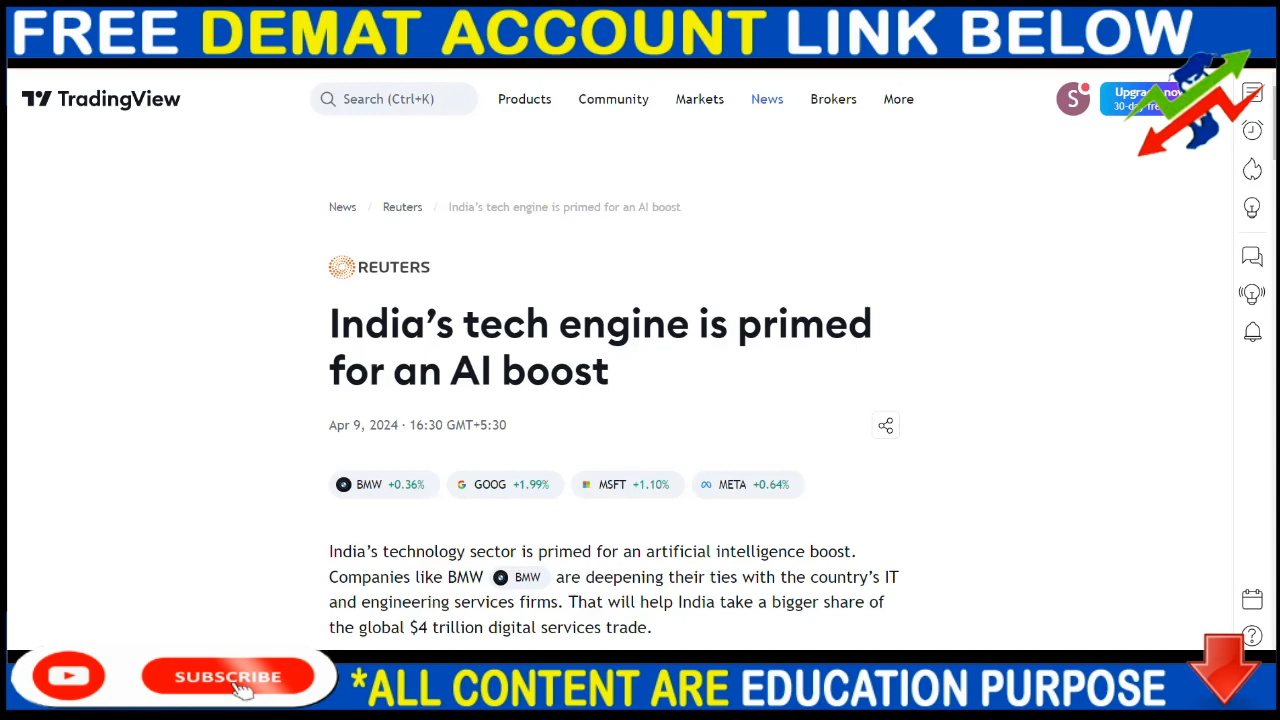 FREE DEMAT ACCOUNT LINK BELOW
TradingView
Search (Ctrl+K)
Products
Community
Markets
News
Brokers
More
S
Upgrade now
30-day free
News / Reuters / India's tech engine is primed for an AI boost
REUTERS
India's tech engine is primed
for an AI boost
Apr 9, 2024 · 16:30 GMT+5:30
BMW +0.36%
GOOG +1.99%
MSFT +1.10%
META +0.64%
India's technology sector is primed for an artificial intelligence boost.
Companies like BMW BMW are deepening their ties with the country's IT
and engineering services firms. That will help India take a bigger share of
the global $4 trillion digital services trade.
SUBSCRIBE
*ALL CONTENT ARE EDUCATION PURPOSE